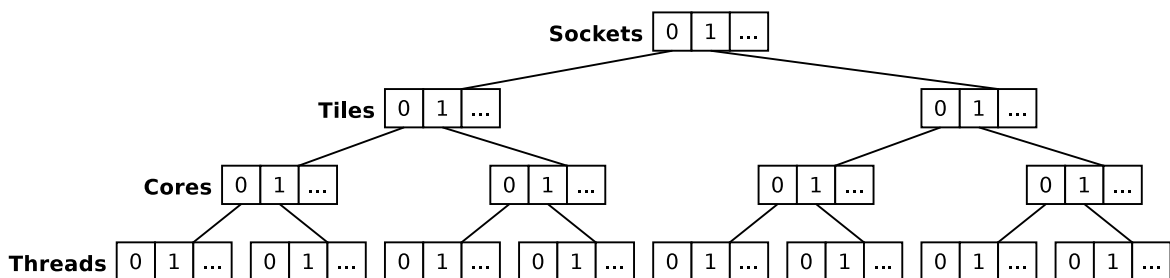 Sockets 0 1 ...
Tiles 0 1 ... 0 1 ...
Cores 0 1 ... 0 1 ... 0 1 ... 0 1 ...
Threads 0 1 ... 0 1 ... 0 1 ... 0 1 ... 0 1 ... 0 1 ... 0 1 ... 0 1 ...